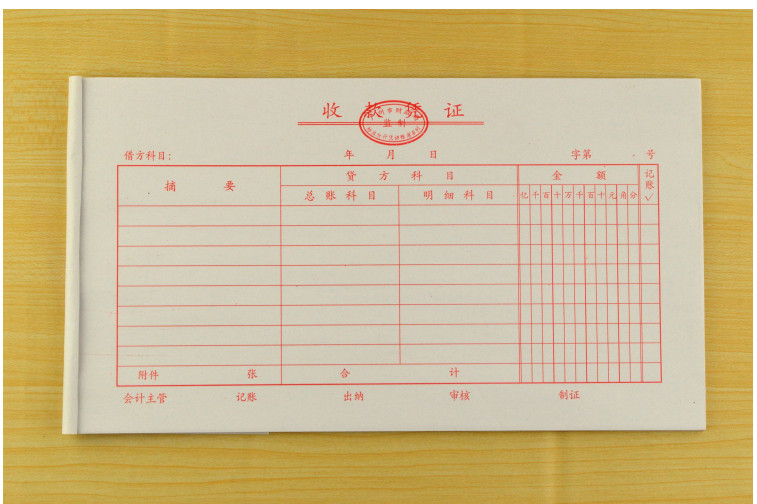 收款凭证
监制
借方科目： 年 月 日 字第 号
摘要 贷方科目 金额 记账√
总账科目 明细科目 亿千百十万千百十元角分
附件 张 合计
会计主管 记账 出纳 审核 制证